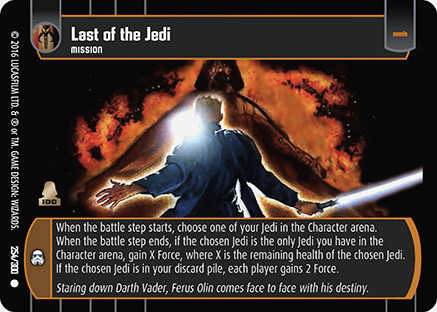 Last of the Jedi
MISSION
© 2016 LUCASFILM LTD. & ® or TM. GAME DESIGN: WIZARDS.
IDC
254/300
When the battle step starts, choose one of your Jedi in the Character arena.
When the battle step ends, if the chosen Jedi is the only Jedi you have in the
Character arena, gain X Force, where X is the remaining health of the chosen Jedi.
If the chosen Jedi is in your discard pile, each player gains 2 Force.
Staring down Darth Vader, Ferus Olin comes face to face with his destiny.